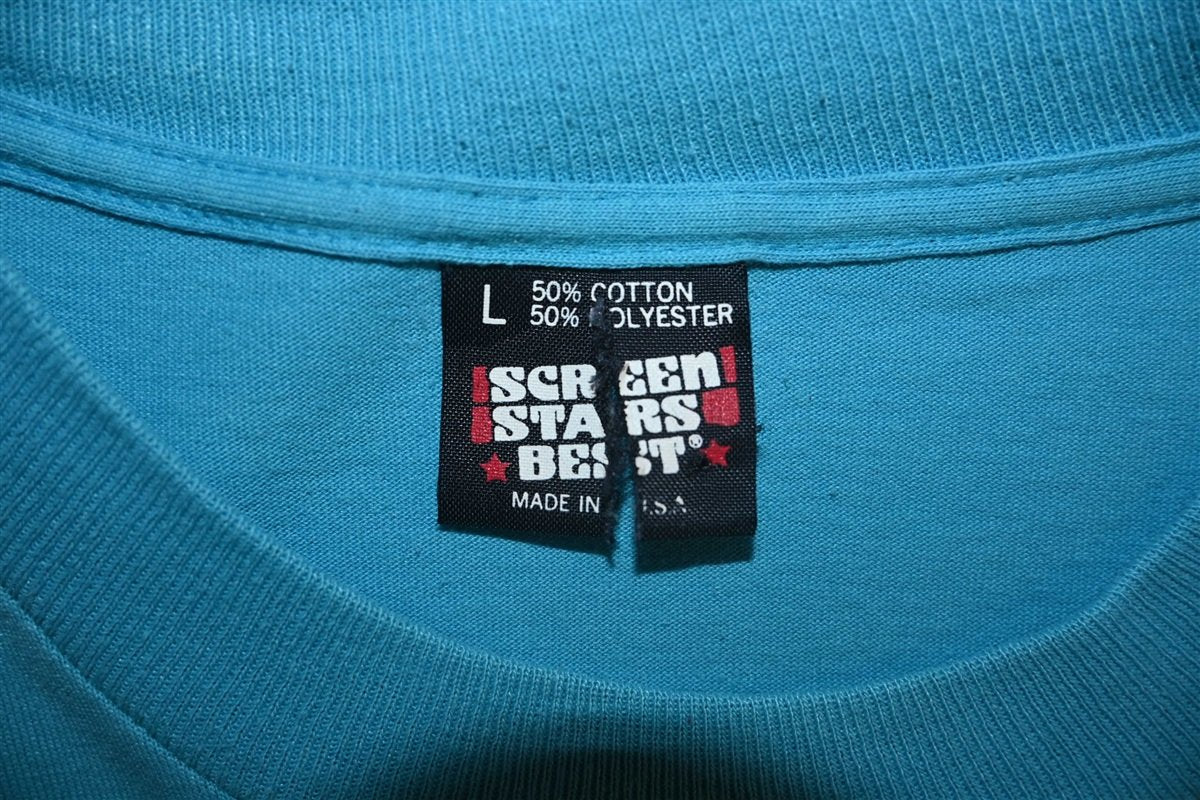 L 50% COTTON
50% POLYESTER
SCREEN
STARS
BEST®
MADE IN U.S.A